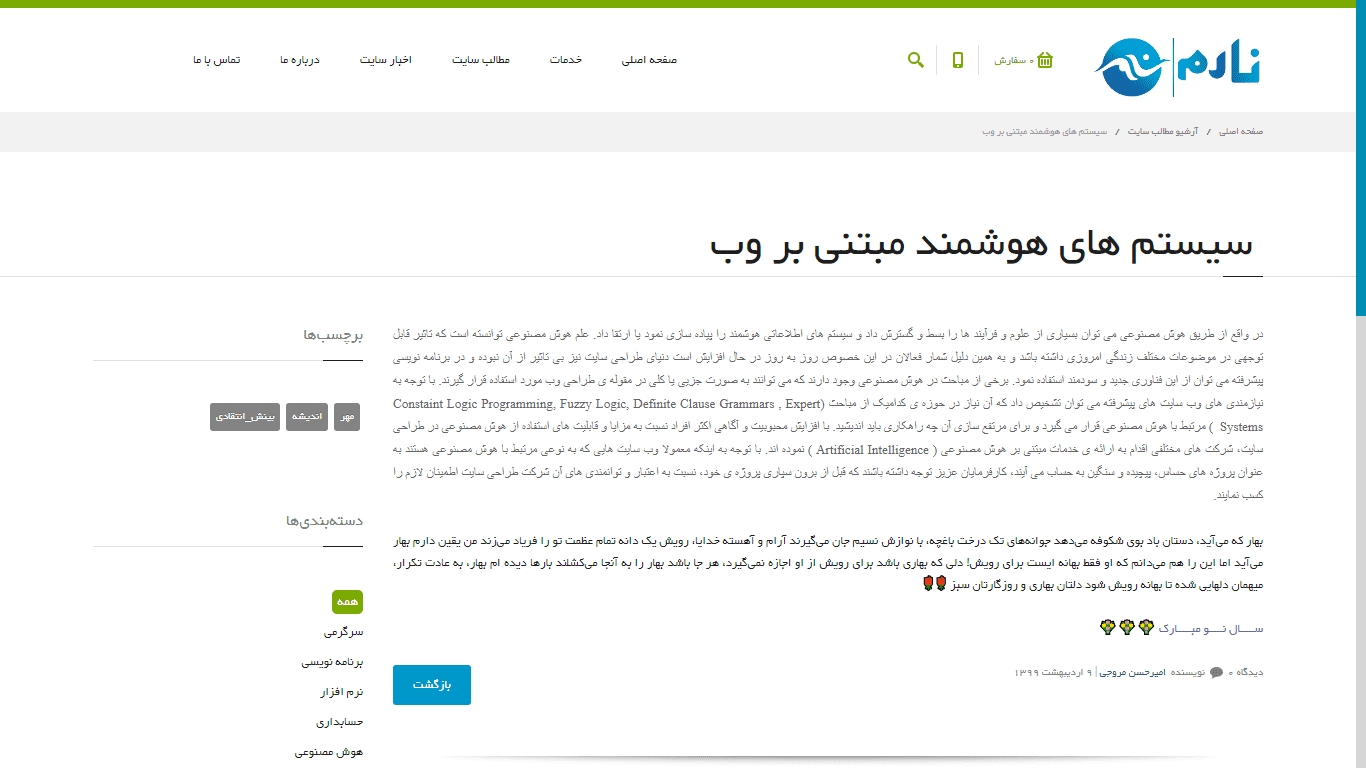 نارم
۰ سفارش
صفحه اصلی
خدمات
مطالب سایت
اخبار سایت
درباره ما
تماس با ما
صفحه اصلی / آرشیو مطالب سایت / سیستم های هوشمند مبتنی بر وب
سیستم های هوشمند مبتنی بر وب
در واقع از طریق هوش مصنوعی می توان بسیاری از علوم و فرآیند ها را بسط و گسترش داد و سیستم های اطلاعاتی هوشمند را پیاده سازی نمود یا ارتقا داد. علم هوش مصنوعی توانسته است که تاثیر قابل
توجهی در موضوعات مختلف زندگی امروزی داشته باشد و به همین دلیل شمار فعالان در این خصوص روز به روز در حال افزایش است دنیای طراحی سایت نیز بی تاثیر از آن نبوده و در برنامه نویسی
پیشرفته می توان از این فناوری جدید و سودمند استفاده نمود. برخی از مباحث در هوش مصنوعی وجود دارند که می توانند به صورت جزیی یا کلی در مقوله ی طراحی وب مورد استفاده قرار گیرند. با توجه به
نیازمندی های وب سایت های پیشرفته می توان تشخیص داد که آن نیاز در حوزه ی کدامیک از مباحث (Constaint Logic Programming, Fuzzy Logic, Definite Clause Grammars , Expert
Systems ) مرتبط با هوش مصنوعی قرار می گیرد و برای مرتفع سازی آن چه راهکاری باید اندیشید. با افزایش محبوبیت و آگاهی اکثر افراد نسبت به مزایا و قابلیت های استفاده از هوش مصنوعی در طراحی
سایت، شرکت های مختلفی اقدام به ارائه ی خدمات مبتنی بر هوش مصنوعی ( Artificial Intelligence ) نموده اند. با توجه به اینکه معمولا وب سایت هایی که به نوعی مرتبط با هوش مصنوعی هستند به
عنوان پروژه های حساس، پیچیده و سنگین به حساب می آیند، کارفرمایان عزیز توجه داشته باشند که قبل از برون سپاری پروژه ی خود، نسبت به اعتبار و توانمندی های آن شرکت طراحی سایت اطمینان لازم را
کسب نمایند.
بهار که می‌آید، دستان باد بوی شکوفه می‌دهد جوانه‌های تک درخت باغچه، با نوازش نسیم جان می‌گیرند آرام و آهسته خدایا، رویش یک دانه تمام عظمت تو را فریاد می‌زند من یقین دارم بهار
می‌آید اما این را هم می‌دانم که او فقط بهانه ایست برای رویش! دلی که بهاری باشد برای رویش از او اجازه نمی‌گیرد، هر جا باشد بهار را به آنجا می‌کشلند بارها دیده ام بهار، به عادت تکرار،
میهمان دلهایی شده تا بهانه رویش شود دلتان بهاری و روزگارتان سبز 🌷🌷
ســـال نــو مبـــارک 💐💐💐
دیدگاه ۰ نویسنده امیرحسن مروجی | ۹ اردیبهشت ۱۳۹۹
بازگشت
برچسب‌ها
مهر
اندیشه
بینش_انتقادی
دسته‌بندی‌ها
همه
سرگرمی
برنامه نویسی
نرم افزار
حسابداری
هوش مصنوعی